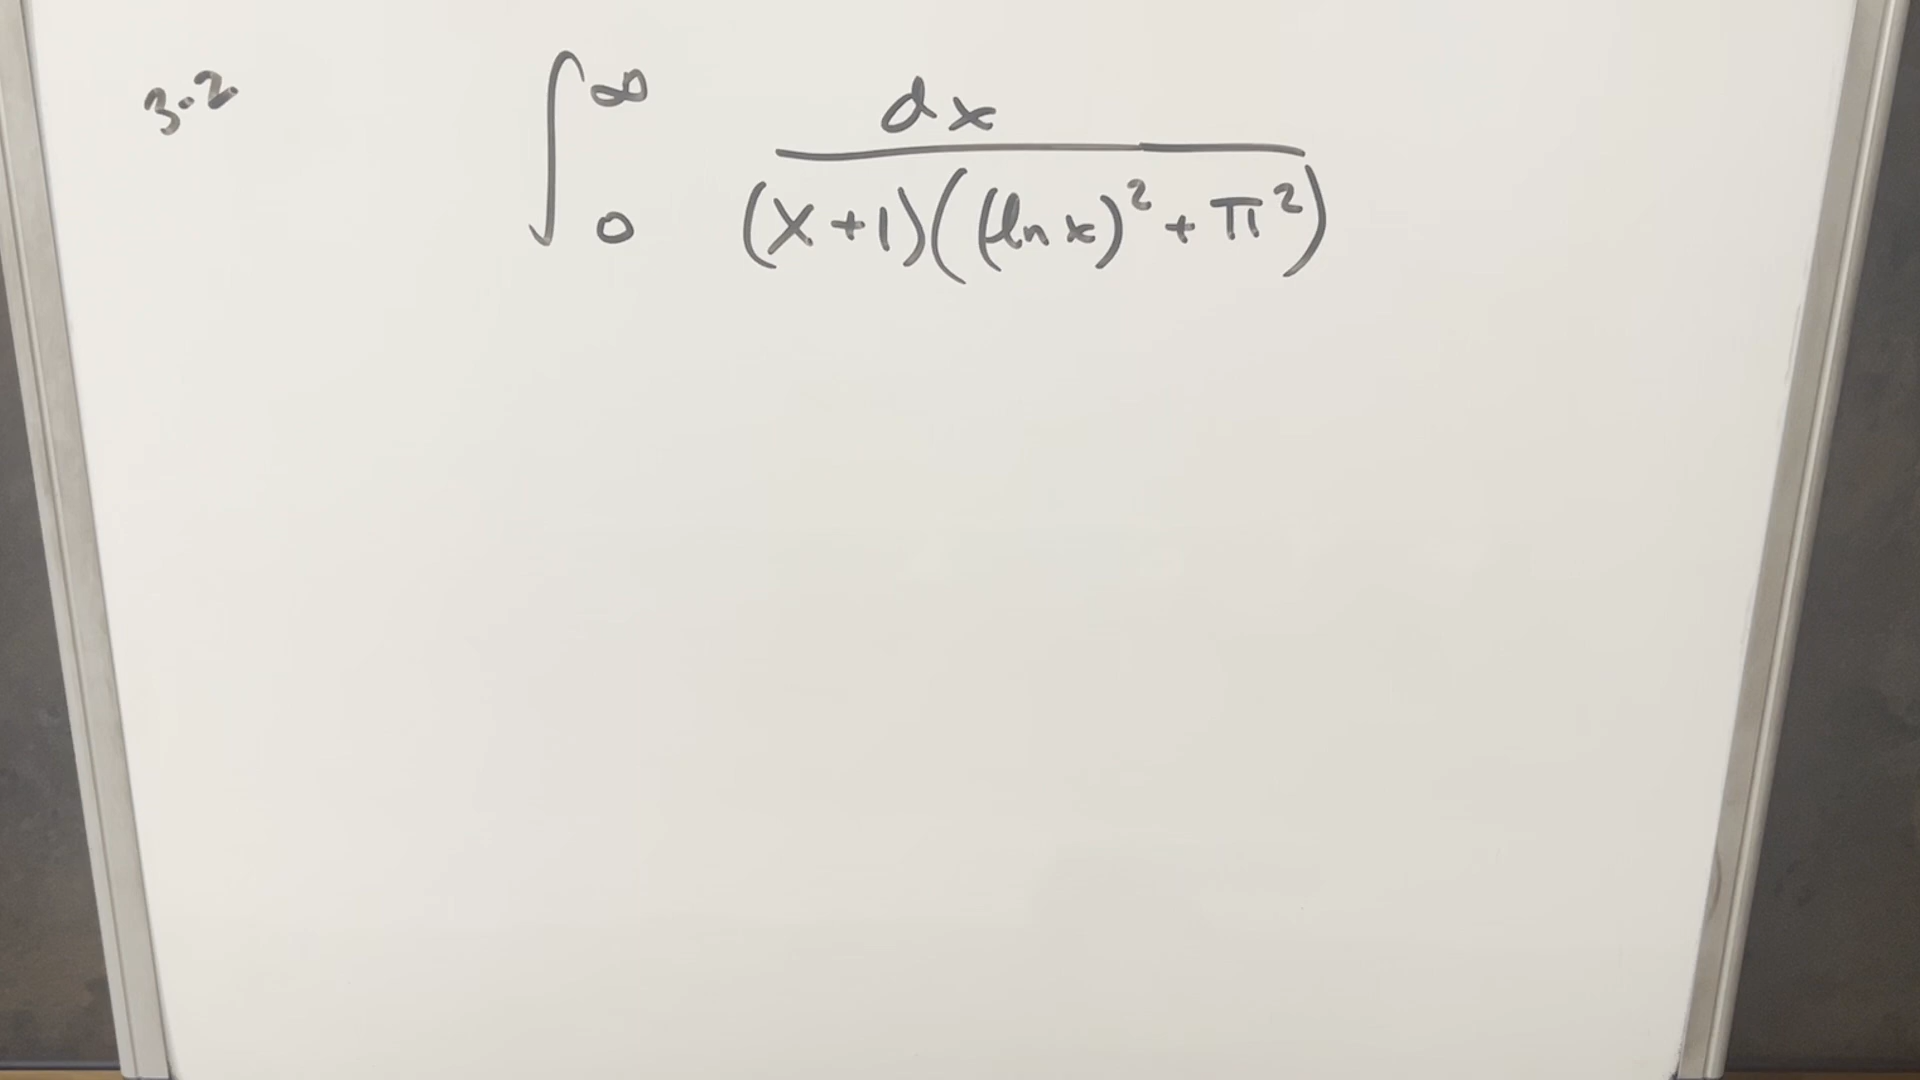 3.2 ∫₀^∞ dx / ((x+1)((ln x)² + π²))